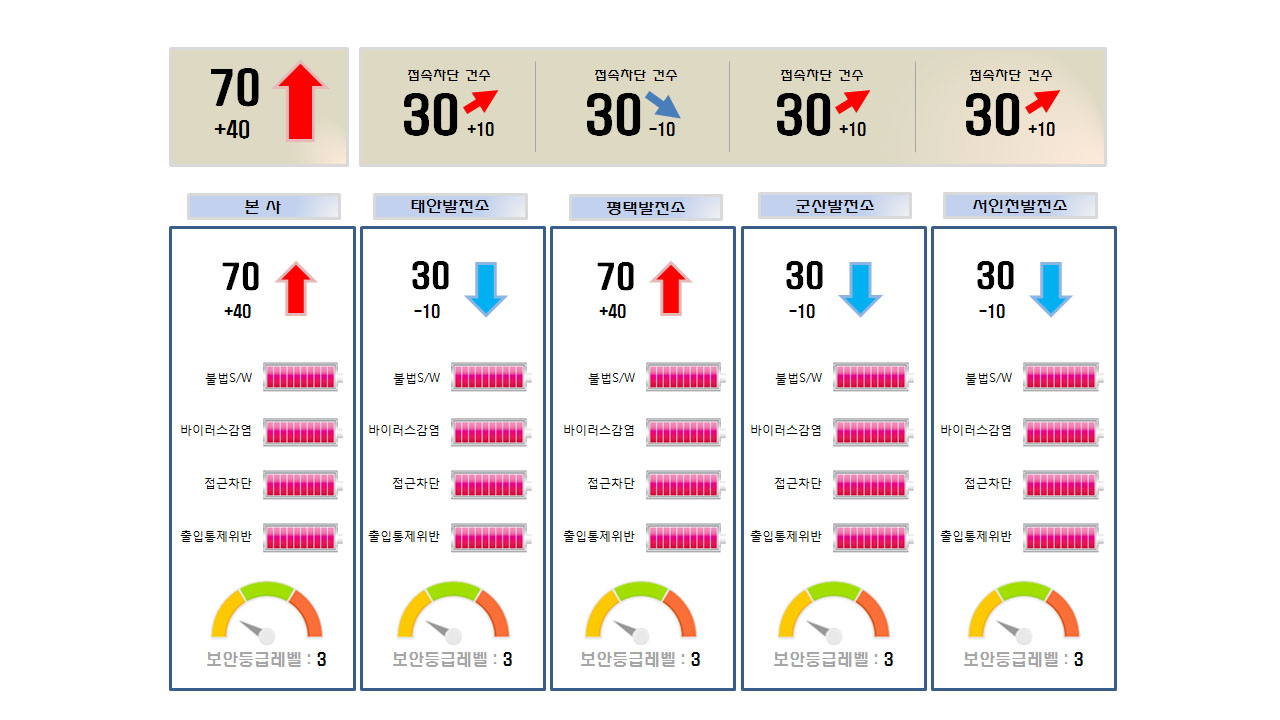 70
+40
접속차단 건수
30
+10
접속차단 건수
30
-10
접속차단 건수
30
+10
접속차단 건수
30
+10
본 사
70
+40
불법S/W
바이러스감염
접근차단
출입통제위반
보안등급레벨 : 3
태안발전소
30
-10
불법S/W
바이러스감염
접근차단
출입통제위반
보안등급레벨 : 3
평택발전소
70
+40
불법S/W
바이러스감염
접근차단
출입통제위반
보안등급레벨 : 3
군산발전소
30
-10
불법S/W
바이러스감염
접근차단
출입통제위반
보안등급레벨 : 3
서인천발전소
30
-10
불법S/W
바이러스감염
접근차단
출입통제위반
보안등급레벨 : 3